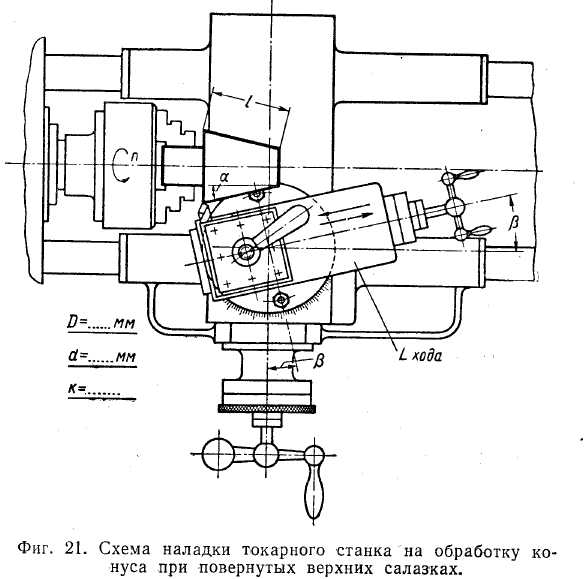 l
n
α
β
D=...... мм
d=...... мм
к=.......
L хода
β
Фиг. 21. Схема наладки токарного станка на обработку ко-
нуса при повернутых верхних салазках.